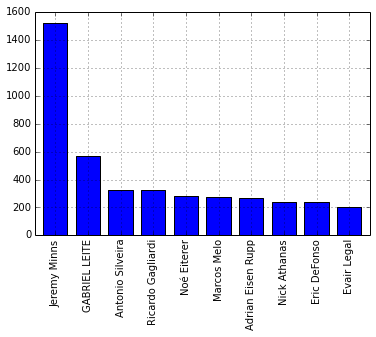 1600
1400
1200
1000
800
600
400
200
0
Jeremy Minns
GABRIEL LEITE
Antonio Silveira
Ricardo Gagliardi
Noé Eiterer
Marcos Melo
Adrian Eisen Rupp
Nick Athanas
Eric DeFonso
Evair Legal